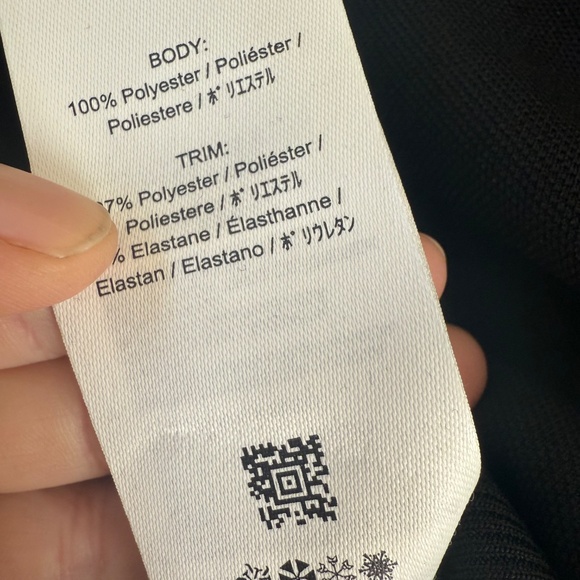 BODY:
100% Polyester / Poliéster /
Poliestere / ポリエステル
TRIM:
7% Polyester / Poliéster /
Poliestere / ポリエステル
% Elastane / Élasthanne /
Elastan / Elastano / ポリウレタン